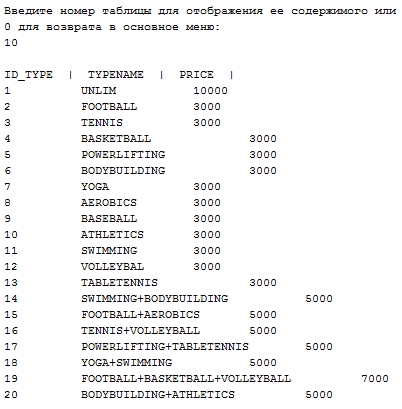 Введите номер таблицы для отображения ее содержимого или
0 для возврата в основное меню:
10
ID_TYPE | TYPENAME | PRICE |
1 UNLIM 10000
2 FOOTBALL 3000
3 TENNIS 3000
4 BASKETBALL 3000
5 POWERLIFTING 3000
6 BODYBUILDING 3000
7 YOGA 3000
8 AEROBICS 3000
9 BASEBALL 3000
10 ATHLETICS 3000
11 SWIMMING 3000
12 VOLLEYBAL 3000
13 TABLETENNIS 3000
14 SWIMMING+BODYBUILDING 5000
15 FOOTBALL+AEROBICS 5000
16 TENNIS+VOLLEYBALL 5000
17 POWERLIFTING+TABLETENNIS 5000
18 YOGA+SWIMMING 5000
19 FOOTBALL+BASKETBALL+VOLLEYBALL 7000
20 BODYBUILDING+ATHLETICS 5000